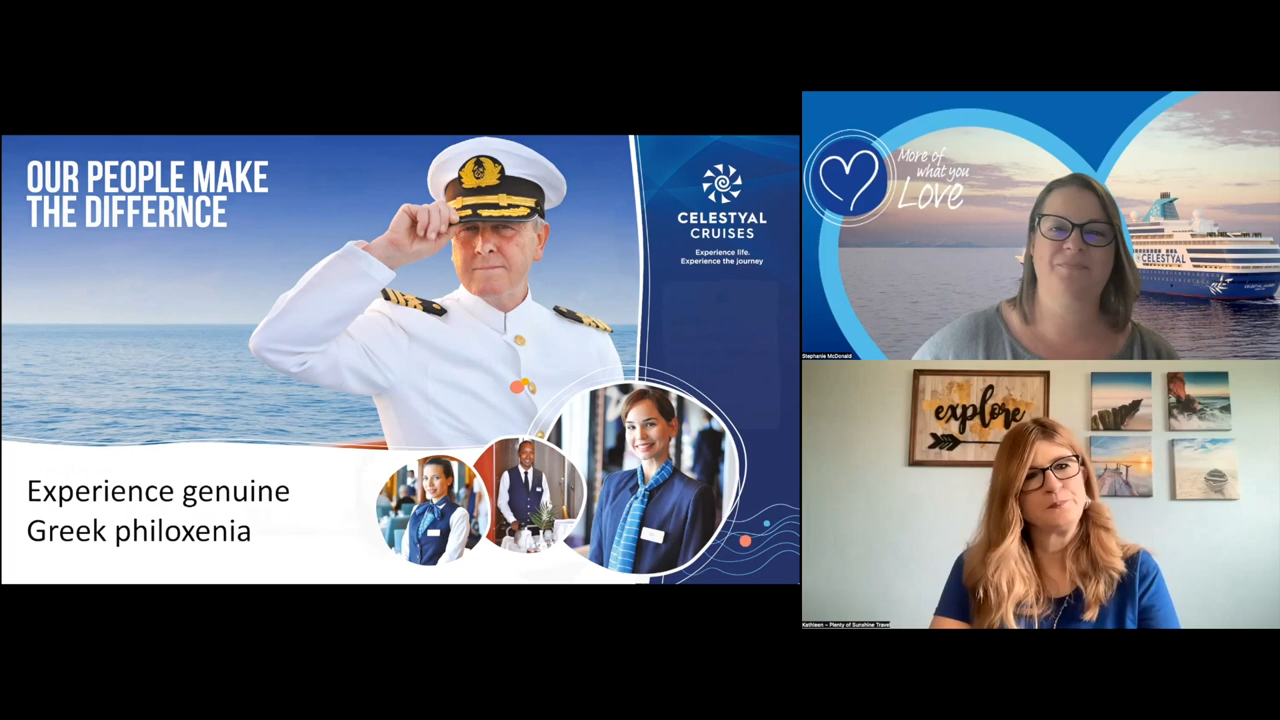 OUR PEOPLE MAKE
THE DIFFERNCE
CELESTYAL
CRUISES
Experience life.
Experience the journey
Experience genuine
Greek philoxenia
More of
what you
Love
CELESTYAL
Stephanie McDonald
explore
Kathleen – Plenty of Sunshine Travel